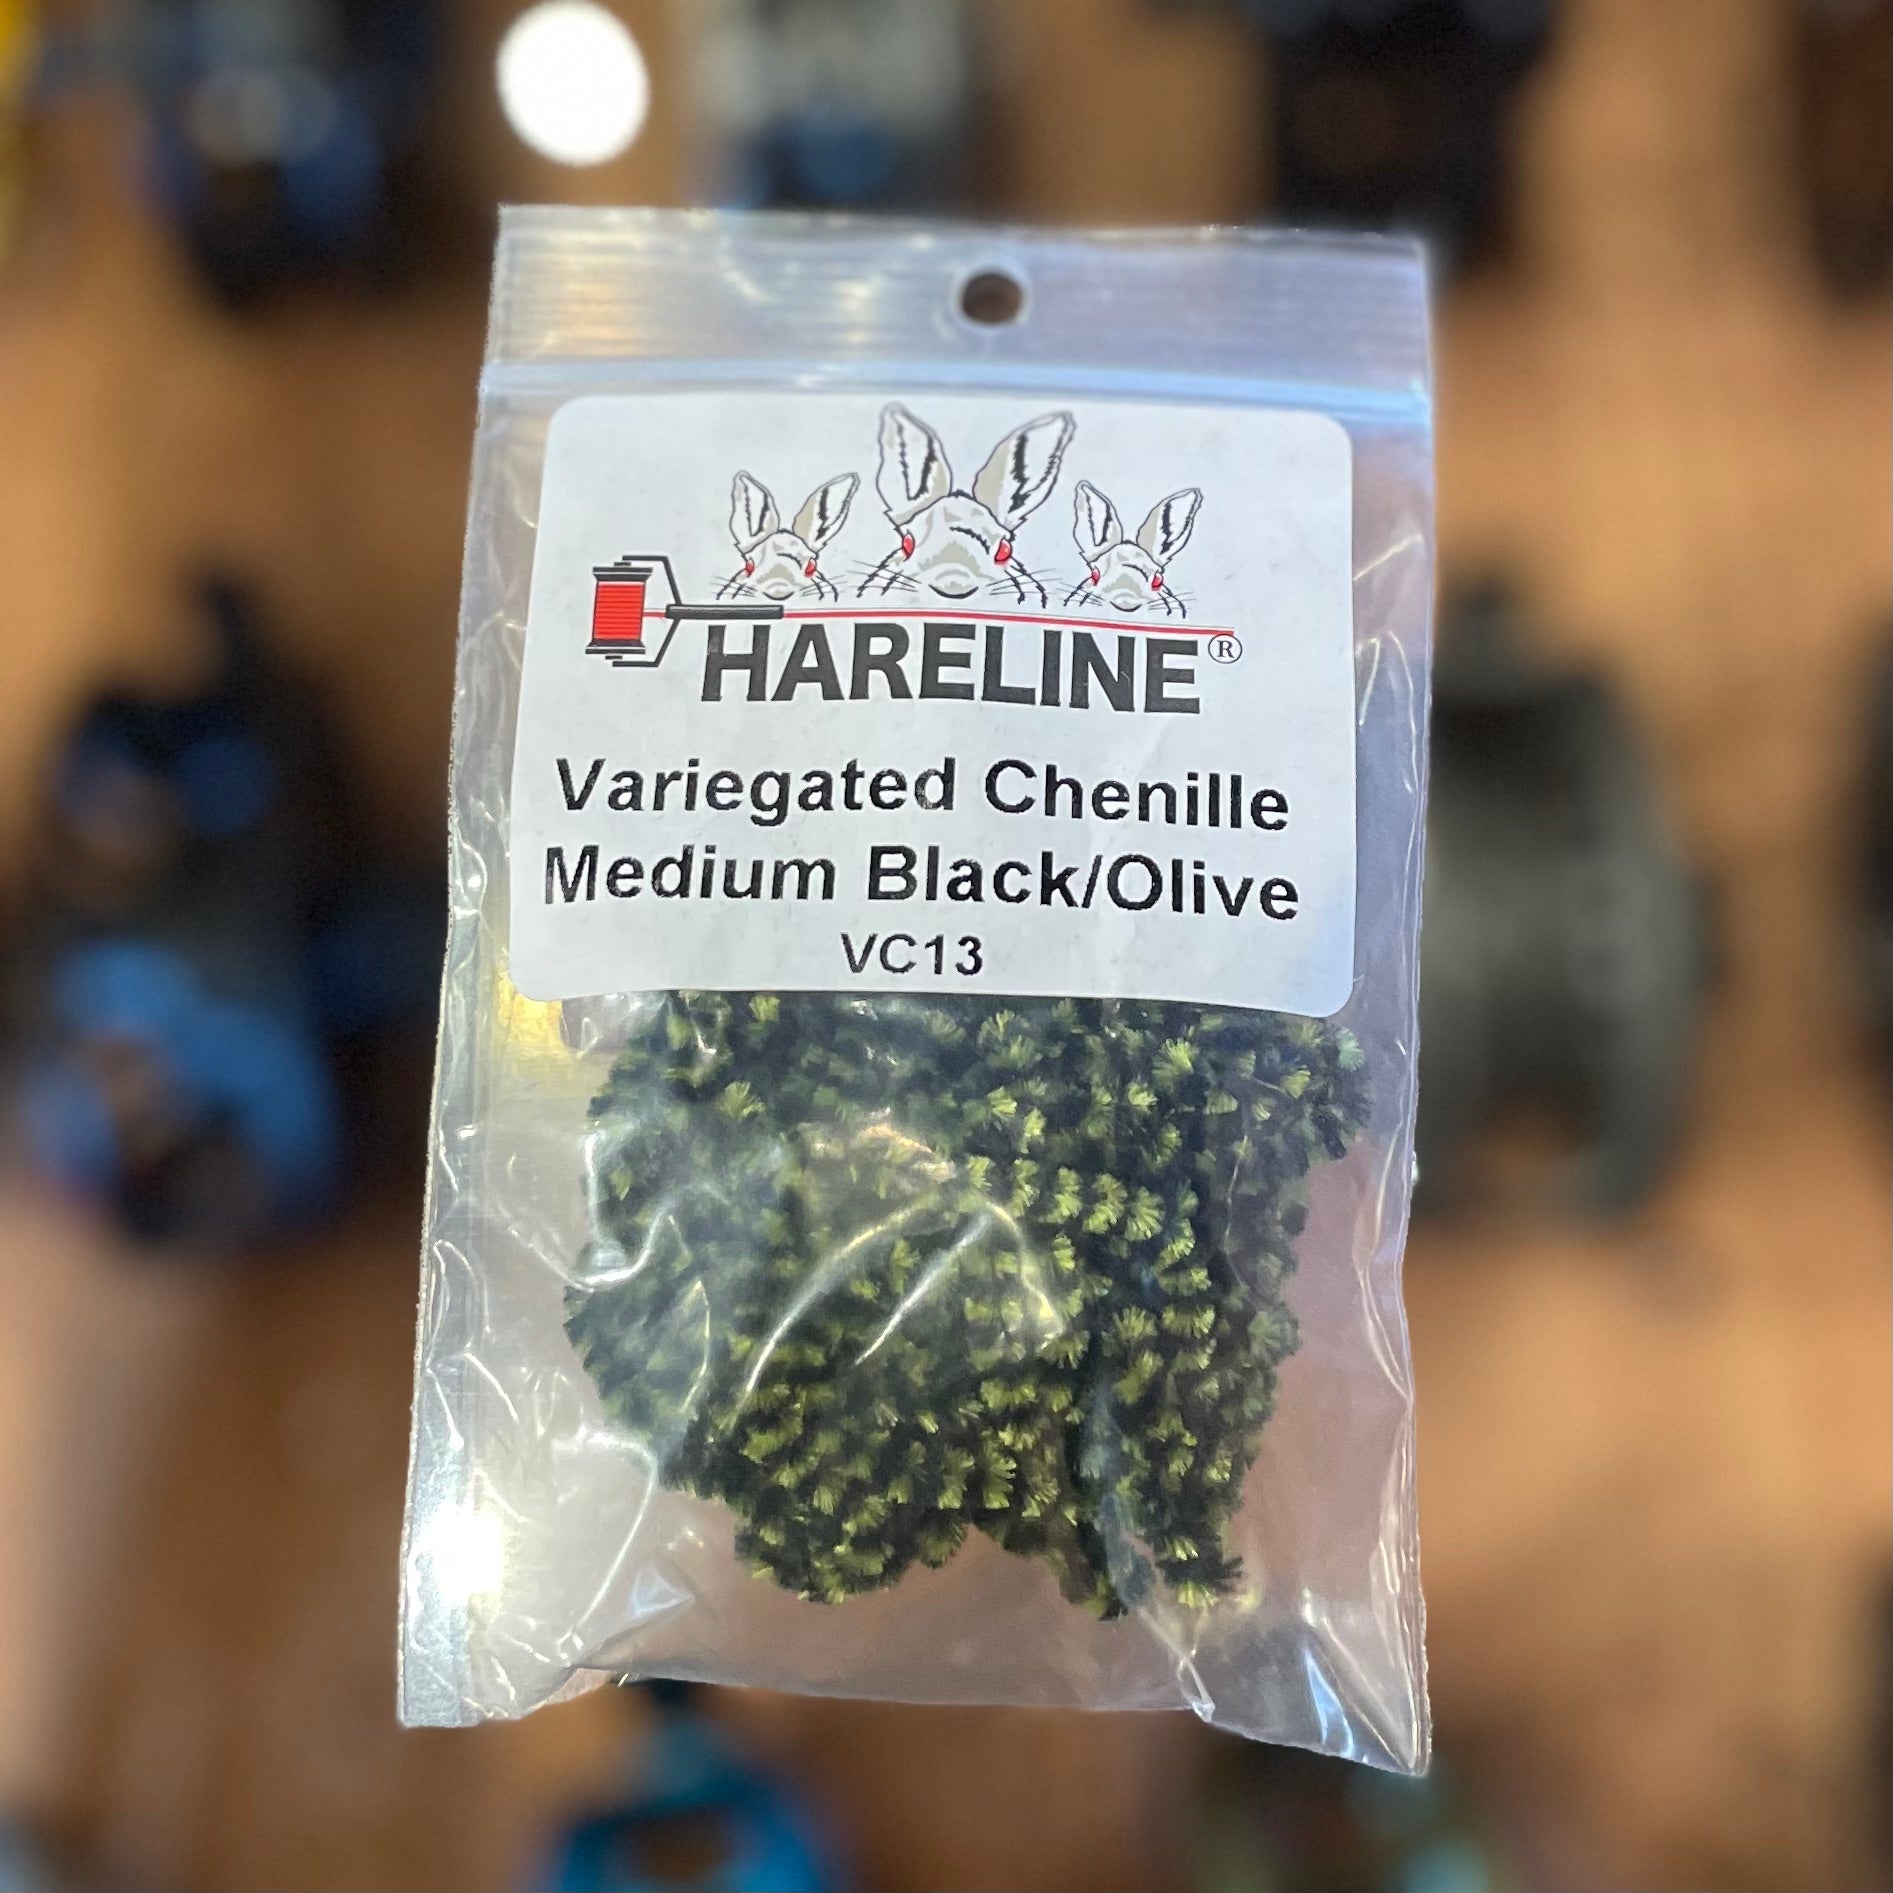 HARELINE®
Variegated Chenille
Medium Black/Olive
VC13